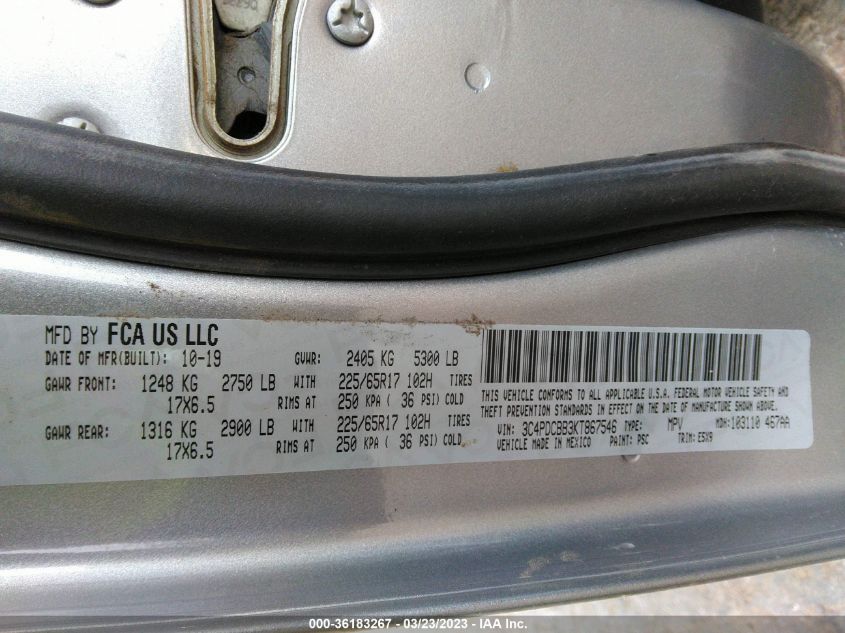 MFD BY FCA US LLC
DATE OF MFR(BUILT): 10-19 GVWR: 2405 KG 5300 LB
GAWR FRONT: 1248 KG 2750 LB WITH 225/65R17 102H TIRES
17X6.5 RIMS AT 250 KPA ( 36 PSI) COLD
GAWR REAR: 1316 KG 2900 LB WITH 225/65R17 102H TIRES
17X6.5 RIMS AT 250 KPA ( 36 PSI) COLD
THIS VEHICLE CONFORMS TO ALL APPLICABLE U.S.A. FEDERAL MOTOR VEHICLE SAFETY AND
THEFT PREVENTION STANDARDS IN EFFECT ON THE DATE OF MANUFACTURE SHOWN ABOVE.
VIN: 3C4PDCBB3KT867546 TYPE: MPV MDH: 103110 467AA
VEHICLE MADE IN MEXICO PAINT: PSC TRIM: E5X9
000-36183267 - 03/23/2023 - IAA Inc.